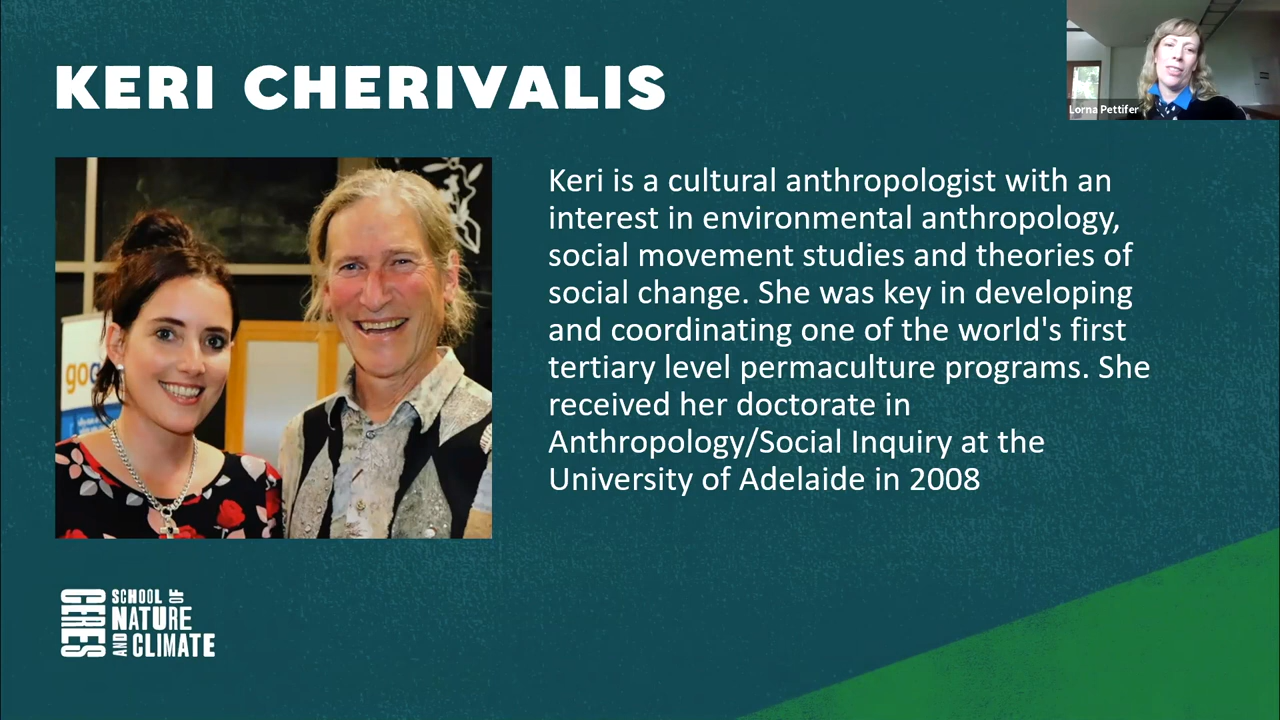 KERI CHERIVALIS
Lorna Pettifer
Keri is a cultural anthropologist with an
interest in environmental anthropology,
social movement studies and theories of
social change. She was key in developing
and coordinating one of the world's first
tertiary level permaculture programs. She
received her doctorate in
Anthropology/Social Inquiry at the
University of Adelaide in 2008
CERES
SCHOOL OF
NATURE
AND CLIMATE